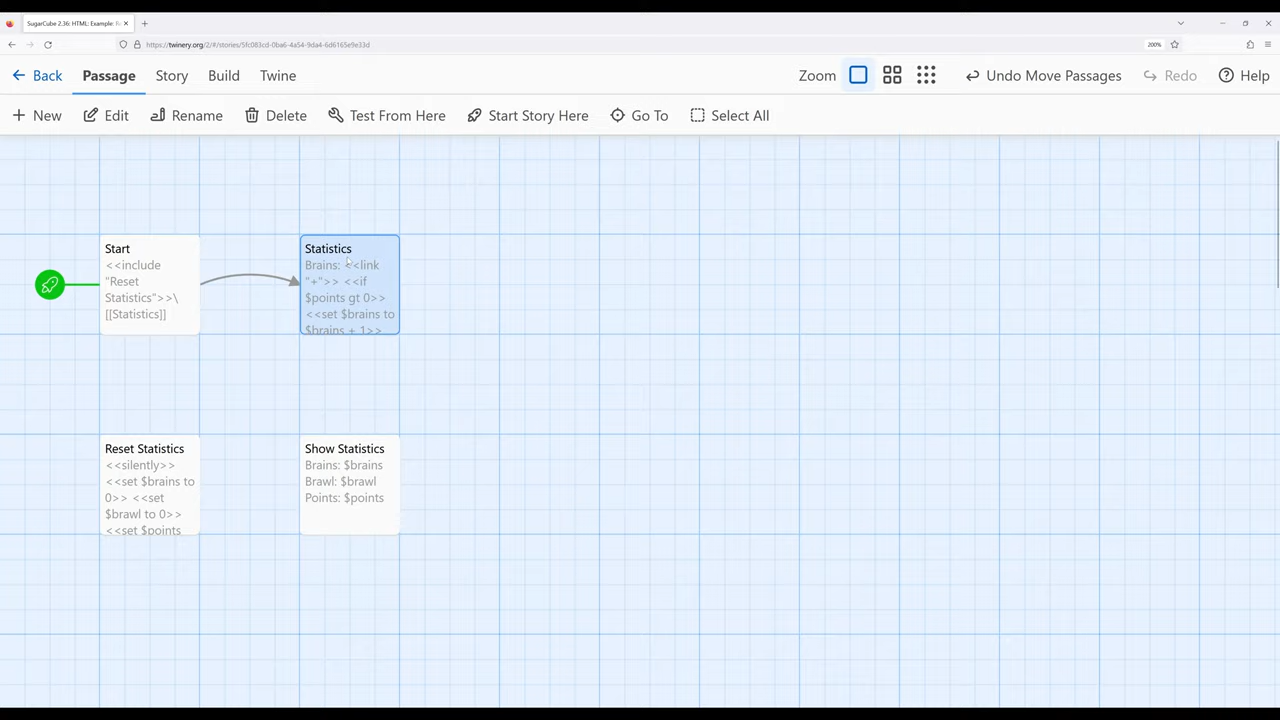 SugarCube 2.36: HTML: Example:
https://twinery.org/2/#/stories/5fc083cd-0ba6-4a54-9da4-6d6165e9e33d
200%
Back
Passage
Story
Build
Twine
Zoom
Undo Move Passages
Redo
Help
New
Edit
Rename
Delete
Test From Here
Start Story Here
Go To
Select All
Start
<<include
"Reset
Statistics">>\
[[Statistics]]
Statistics
Brains: <<link
"+">> <<if
$points gt 0>>
<<set $brains to
$brains + 1>>
Reset Statistics
<<silently>>
<<set $brains to
0>> <<set
$brawl to 0>>
<<set $points
Show Statistics
Brains: $brains
Brawl: $brawl
Points: $points